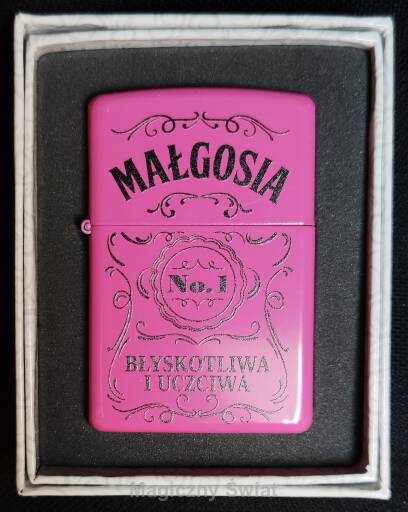 MAŁGOSIA
No. 1
BŁYSKOTLIWA
I UCZCIWA
Magiczny Świat